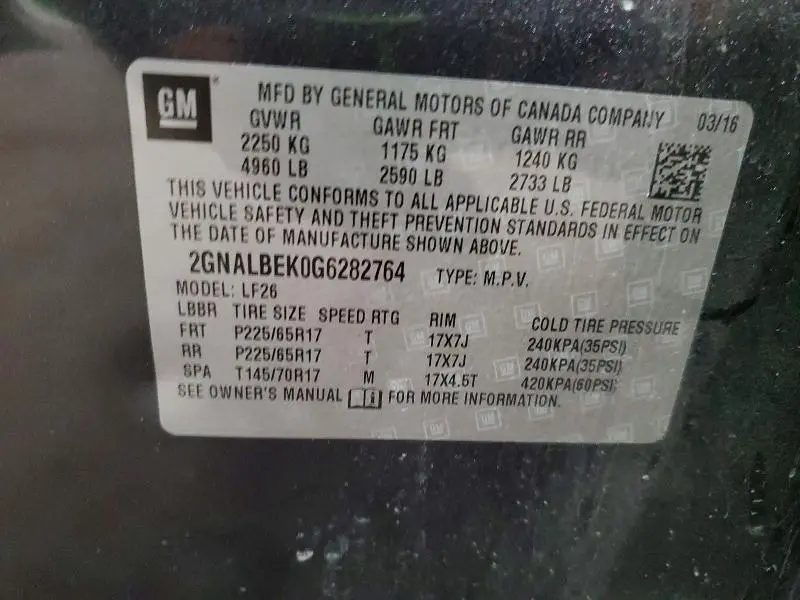 GM
MFD BY GENERAL MOTORS OF CANADA COMPANY 03/16
GVWR GAWR FRT GAWR RR
2250 KG 1175 KG 1240 KG
4960 LB 2590 LB 2733 LB
THIS VEHICLE CONFORMS TO ALL APPLICABLE U.S. FEDERAL MOTOR
VEHICLE SAFETY AND THEFT PREVENTION STANDARDS IN EFFECT ON
THE DATE OF MANUFACTURE SHOWN ABOVE.
2GNALBEK0G6282764 TYPE: M.P.V.
MODEL: LF26
LBBR TIRE SIZE SPEED RTG RIM COLD TIRE PRESSURE
FRT P225/65R17 T 17X7J 240KPA(35PSI)
RR P225/65R17 T 17X7J 240KPA(35PSI)
SPA T145/70R17 M 17X4.5T 420KPA(60PSI)
SEE OWNER'S MANUAL FOR MORE INFORMATION.